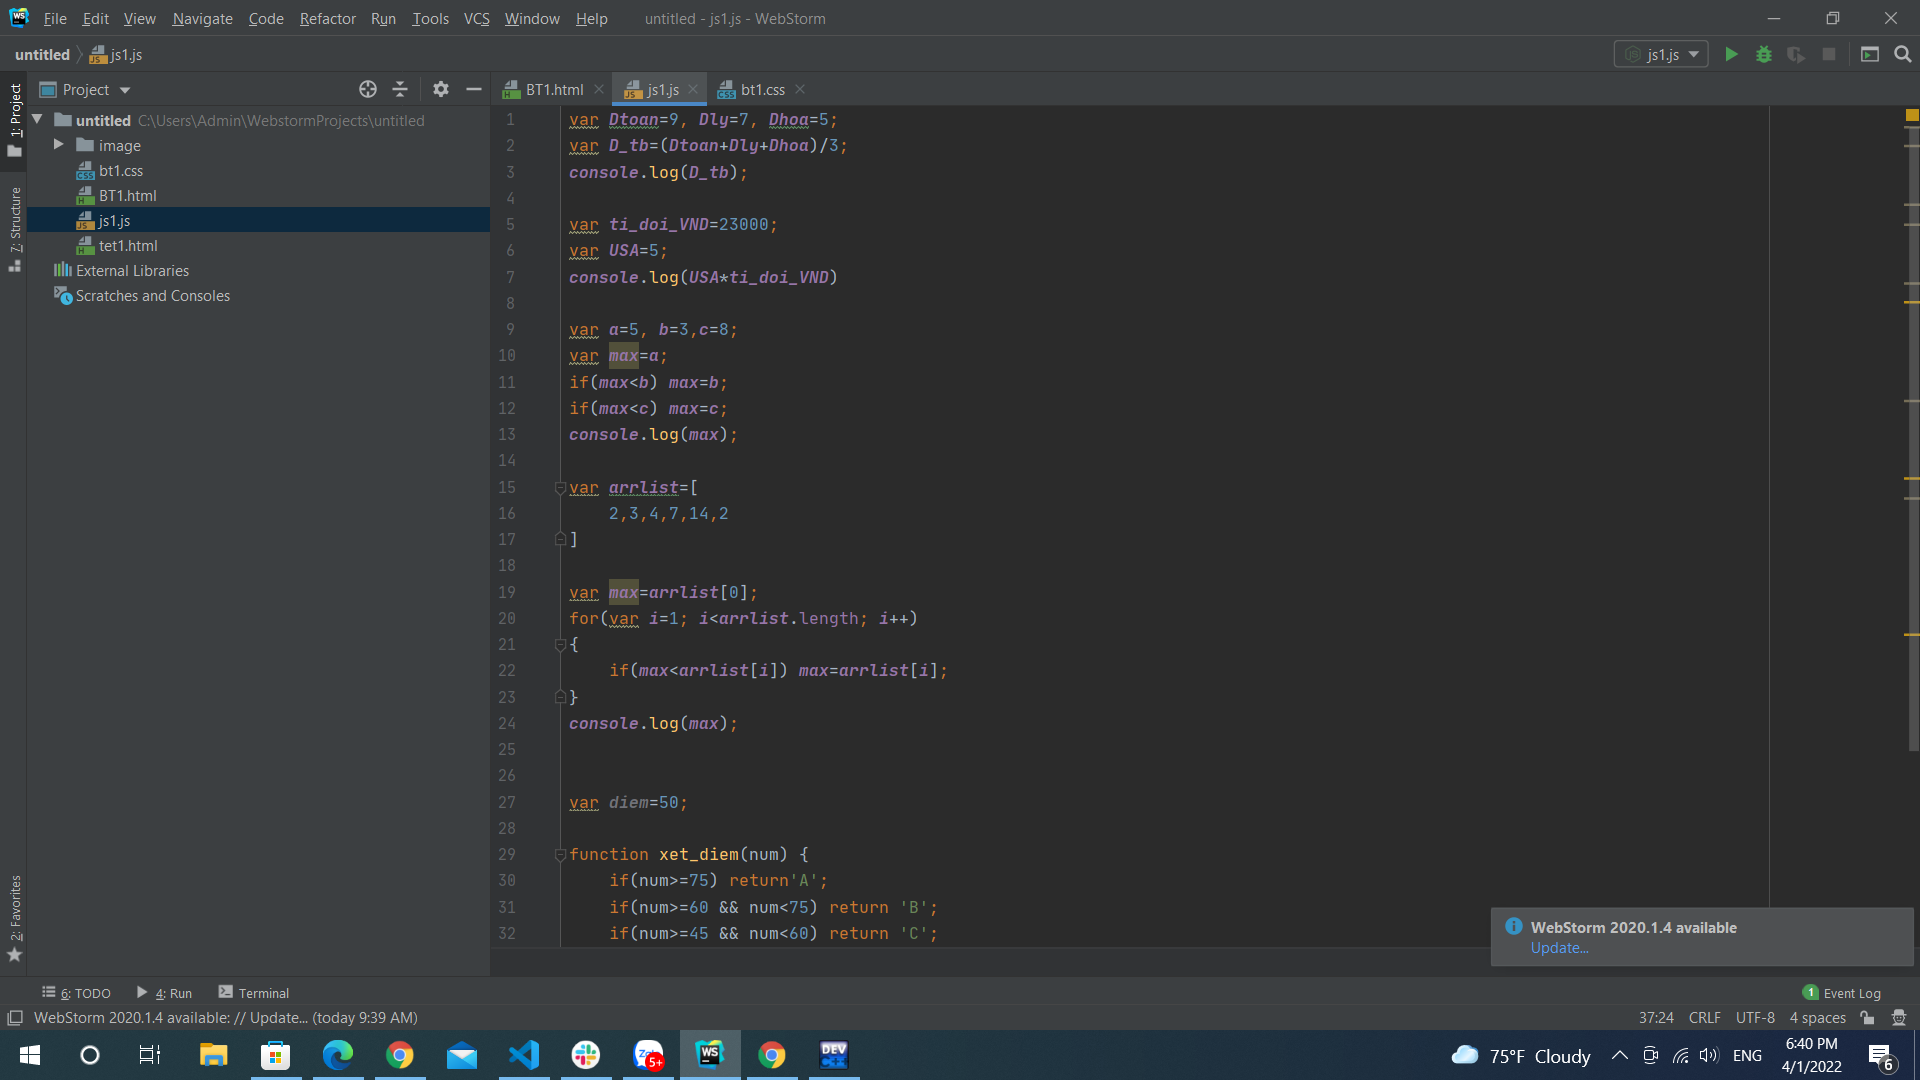 File Edit View Navigate Code Refactor Run Tools VCS Window Help untitled - js1.js - WebStorm
untitled js1.js js1.js
1: Project
Project
untitled C:\Users\Admin\WebstormProjects\untitled
image
bt1.css
BT1.html
js1.js
tet1.html
External Libraries
Scratches and Consoles
7: Structure
2: Favorites
BT1.html js1.js bt1.css
1 var Dtoan=9, Dly=7, Dhoa=5;
2 var D_tb=(Dtoan+Dly+Dhoa)/3;
3 console.log(D_tb);
4
5 var ti_doi_VND=23000;
6 var USA=5;
7 console.log(USA*ti_doi_VND)
8
9 var a=5, b=3,c=8;
10 var max=a;
11 if(max<b) max=b;
12 if(max<c) max=c;
13 console.log(max);
14
15 var arrlist=[
16 2,3,4,7,14,2
17 ]
18
19 var max=arrlist[0];
20 for(var i=1; i<arrlist.length; i++)
21 {
22 if(max<arrlist[i]) max=arrlist[i];
23 }
24 console.log(max);
25
26
27 var diem=50;
28
29 function xet_diem(num) {
30 if(num>=75) return'A';
31 if(num>=60 && num<75) return 'B';
32 if(num>=45 && num<60) return 'C';
WebStorm 2020.1.4 available
Update...
6: TODO 4: Run Terminal 1 Event Log
WebStorm 2020.1.4 available: // Update... (today 9:39 AM) 37:24 CRLF UTF-8 4 spaces
75°F Cloudy ENG 6:40 PM
4/1/2022
6
5+
WS
DEV
C++